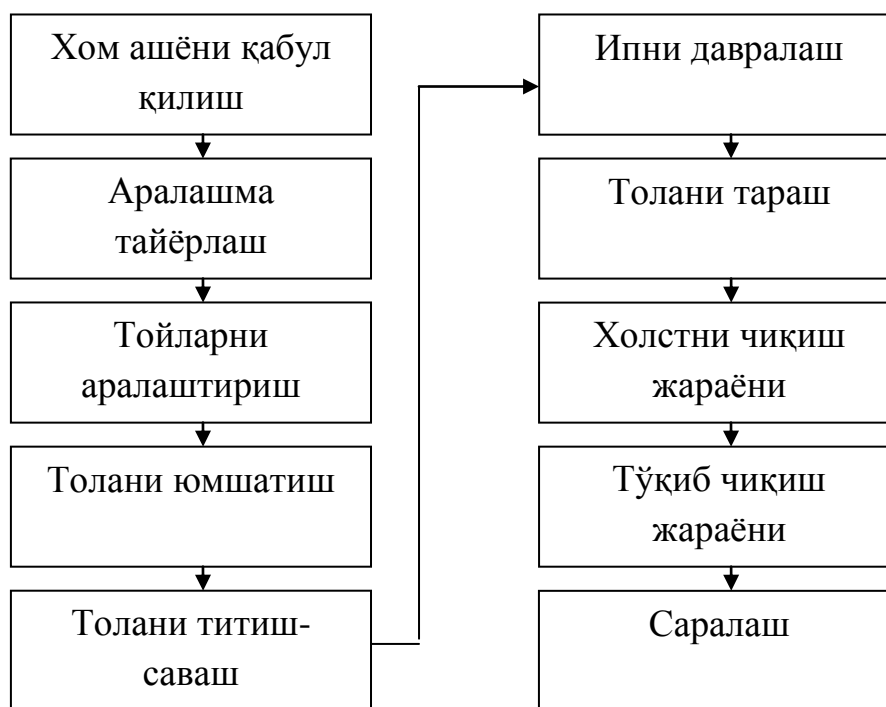 Хом ашёни қабул
қилиш
Аралашма
тайёрлаш
Тойларни
аралаштириш
Толани юмшатиш
Толани титиш-
саваш
Ипни давралаш
Толани тараш
Холстни чиқиш
жараёни
Тўқиб чиқиш
жараёни
Саралаш